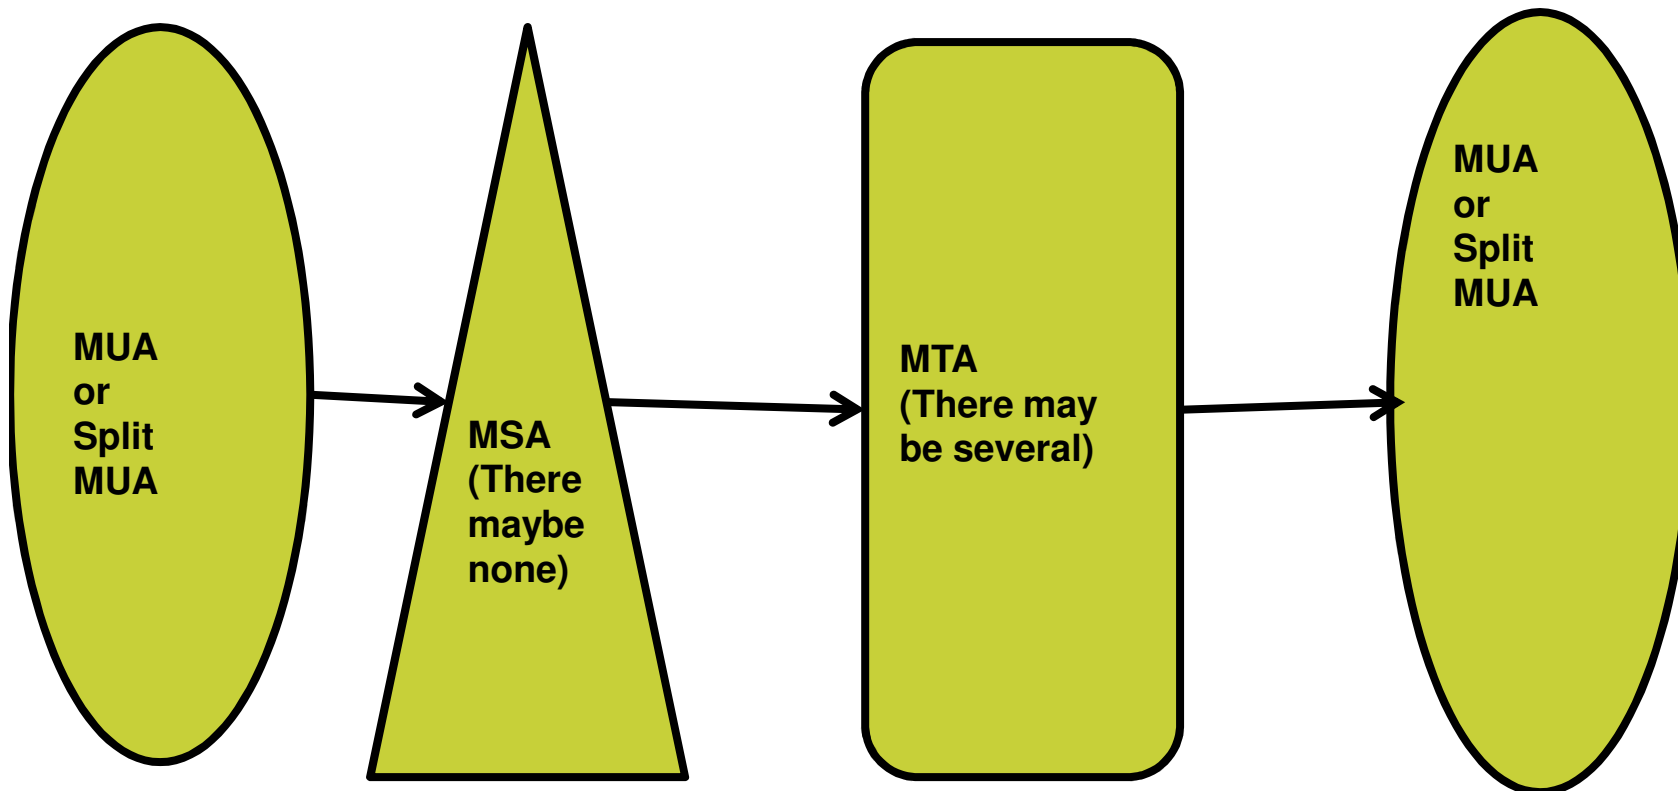 MUA
or
Split
MUA
MSA
(There
maybe
none)
MTA
(There may
be several)
MUA
or
Split
MUA